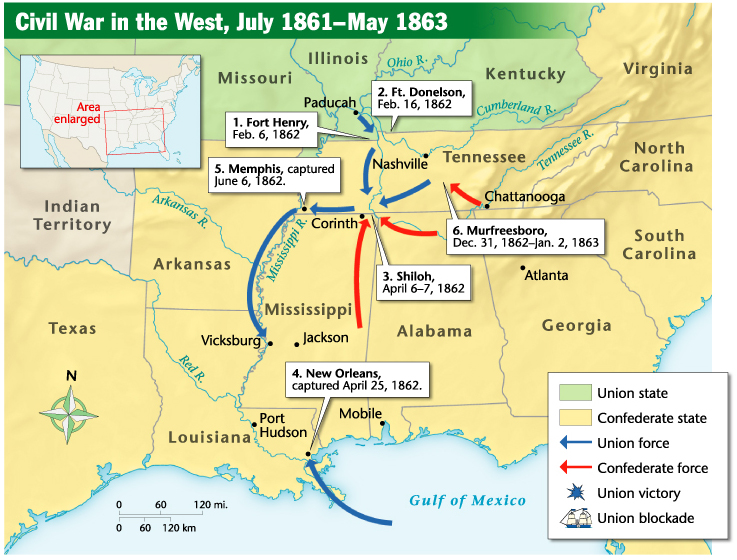 Civil War in the West, July 1861–May 1863
Area
enlarged
Missouri
Illinois
Ohio R.
Kentucky
Virginia
Paducah
2. Ft. Donelson,
Feb. 16, 1862
Cumberland R.
1. Fort Henry,
Feb. 6, 1862
Nashville
Tennessee
Tennessee R.
North
Carolina
5. Memphis, captured
June 6, 1862.
Chattanooga
Indian
Territory
Arkansas R.
Mississippi R.
Corinth
6. Murfreesboro,
Dec. 31, 1862–Jan. 2, 1863
South
Carolina
Arkansas
3. Shiloh,
April 6–7, 1862
Atlanta
Mississippi
Texas
Vicksburg
Jackson
Alabama
Georgia
Red R.
N
4. New Orleans,
captured April 25, 1862.
Port
Hudson
Mobile
Louisiana
Gulf of Mexico
0 60 120 mi.
0 60 120 km
Union state
Confederate state
Union force
Confederate force
Union victory
Union blockade